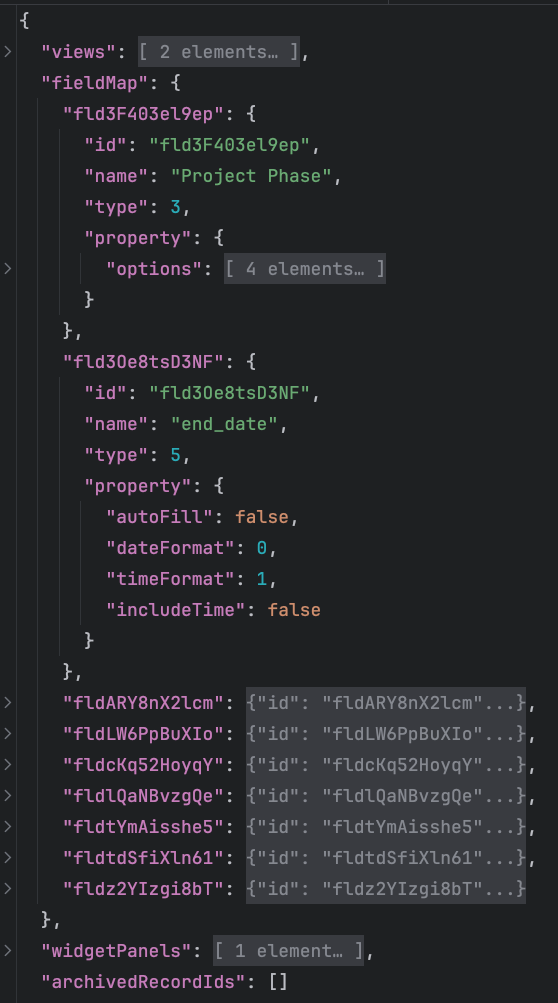 {
"views": [ 2 elements… ],
"fieldMap": {
"fld3F403el9ep": {
"id": "fld3F403el9ep",
"name": "Project Phase",
"type": 3,
"property": {
"options": [ 4 elements… ]
}
},
"fld3Oe8tsD3NF": {
"id": "fld3Oe8tsD3NF",
"name": "end_date",
"type": 5,
"property": {
"autoFill": false,
"dateFormat": 0,
"timeFormat": 1,
"includeTime": false
}
},
"fldARY8nX2lcm": {"id": "fldARY8nX2lcm"...},
"fldLW6PpBuXIo": {"id": "fldLW6PpBuXIo"...},
"fldcKq52HoyqY": {"id": "fldcKq52HoyqY"...},
"fldlQaNBvzgQe": {"id": "fldlQaNBvzgQe"...},
"fldtYmAisshe5": {"id": "fldtYmAisshe5"...},
"fldtdSfiXln61": {"id": "fldtdSfiXln61"...},
"fldz2YIzgi8bT": {"id": "fldz2YIzgi8bT"...}
},
"widgetPanels": [ 1 element… ],
"archivedRecordIds": []